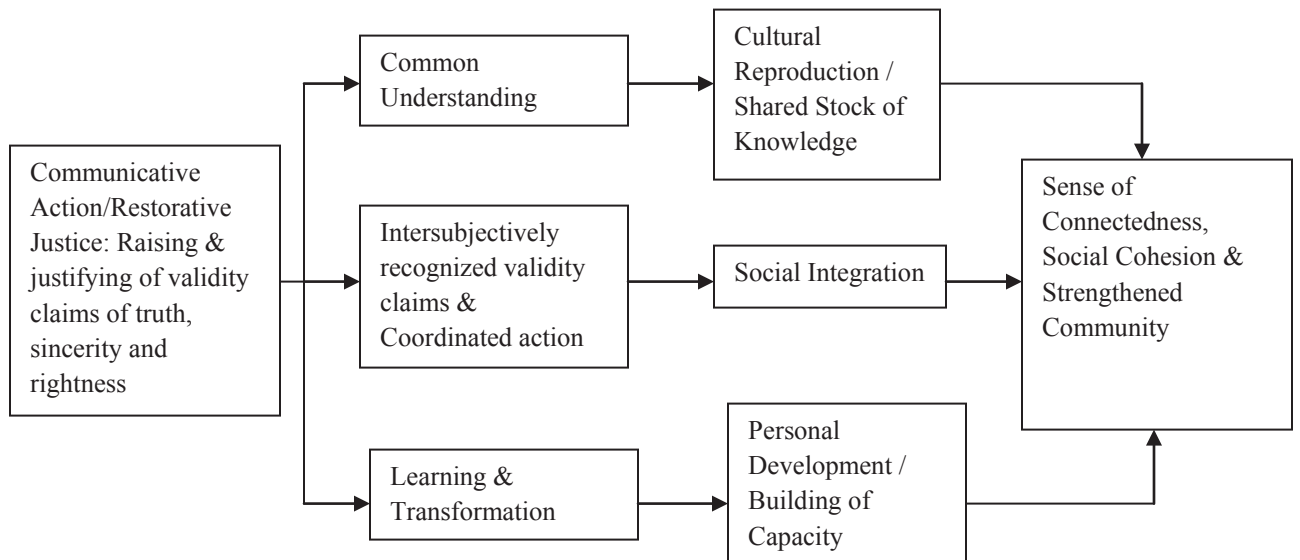 Communicative
Action/Restorative
Justice: Raising &
justifying of validity
claims of truth,
sincerity and
rightness
Common
Understanding
Intersubjectively
recognized validity
claims &
Coordinated action
Learning &
Transformation
Cultural
Reproduction /
Shared Stock of
Knowledge
Social Integration
Personal
Development /
Building of
Capacity
Sense of
Connectedness,
Social Cohesion &
Strengthened
Community